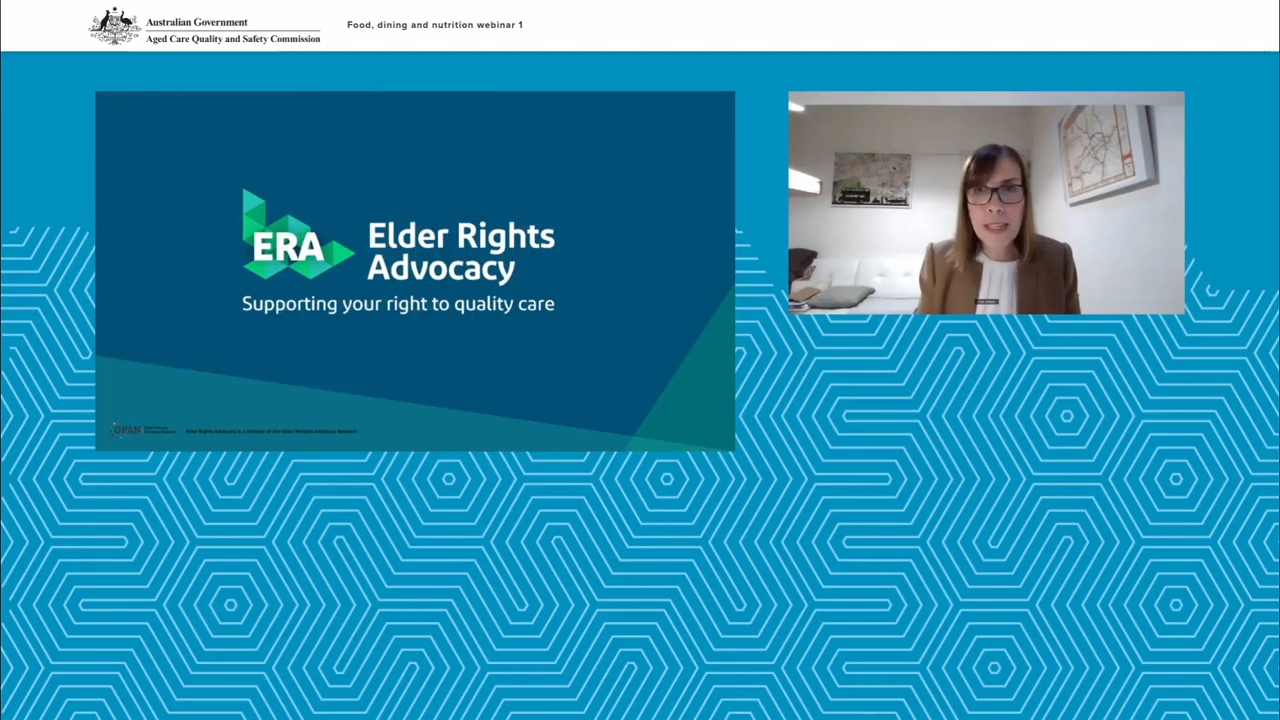 Australian Government
Aged Care Quality and Safety Commission
Food, dining and nutrition webinar 1
ERA
Elder Rights
Advocacy
Supporting your right to quality care
OPAN
Elder Rights Advocacy is a member of the Older Persons Advocacy Network